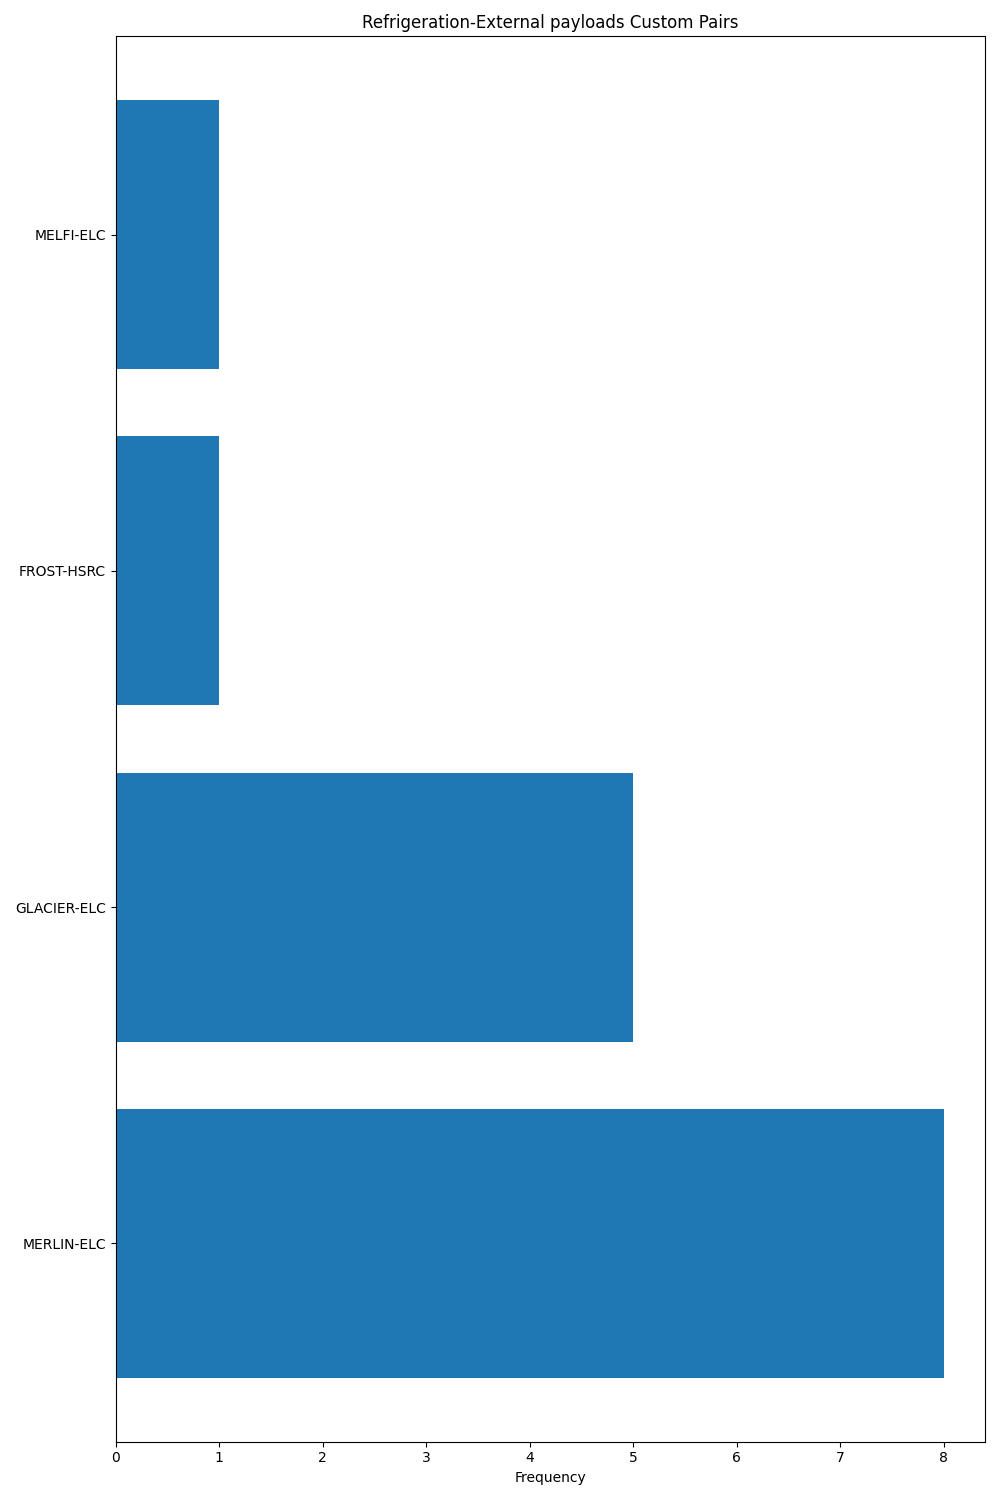 Refrigeration-External payloads Custom Pairs
MELFI-ELC
FROST-HSRC
GLACIER-ELC
MERLIN-ELC
0 1 2 3 4 5 6 7 8
Frequency